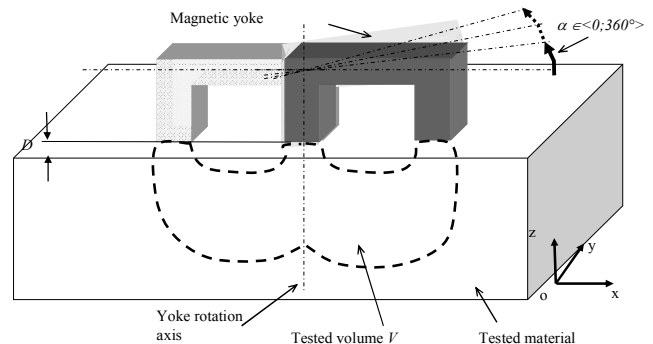 Magnetic yoke
α ∈<0;360°>
D
z
y
o
x
Yoke rotation
axis
Tested volume V
Tested material